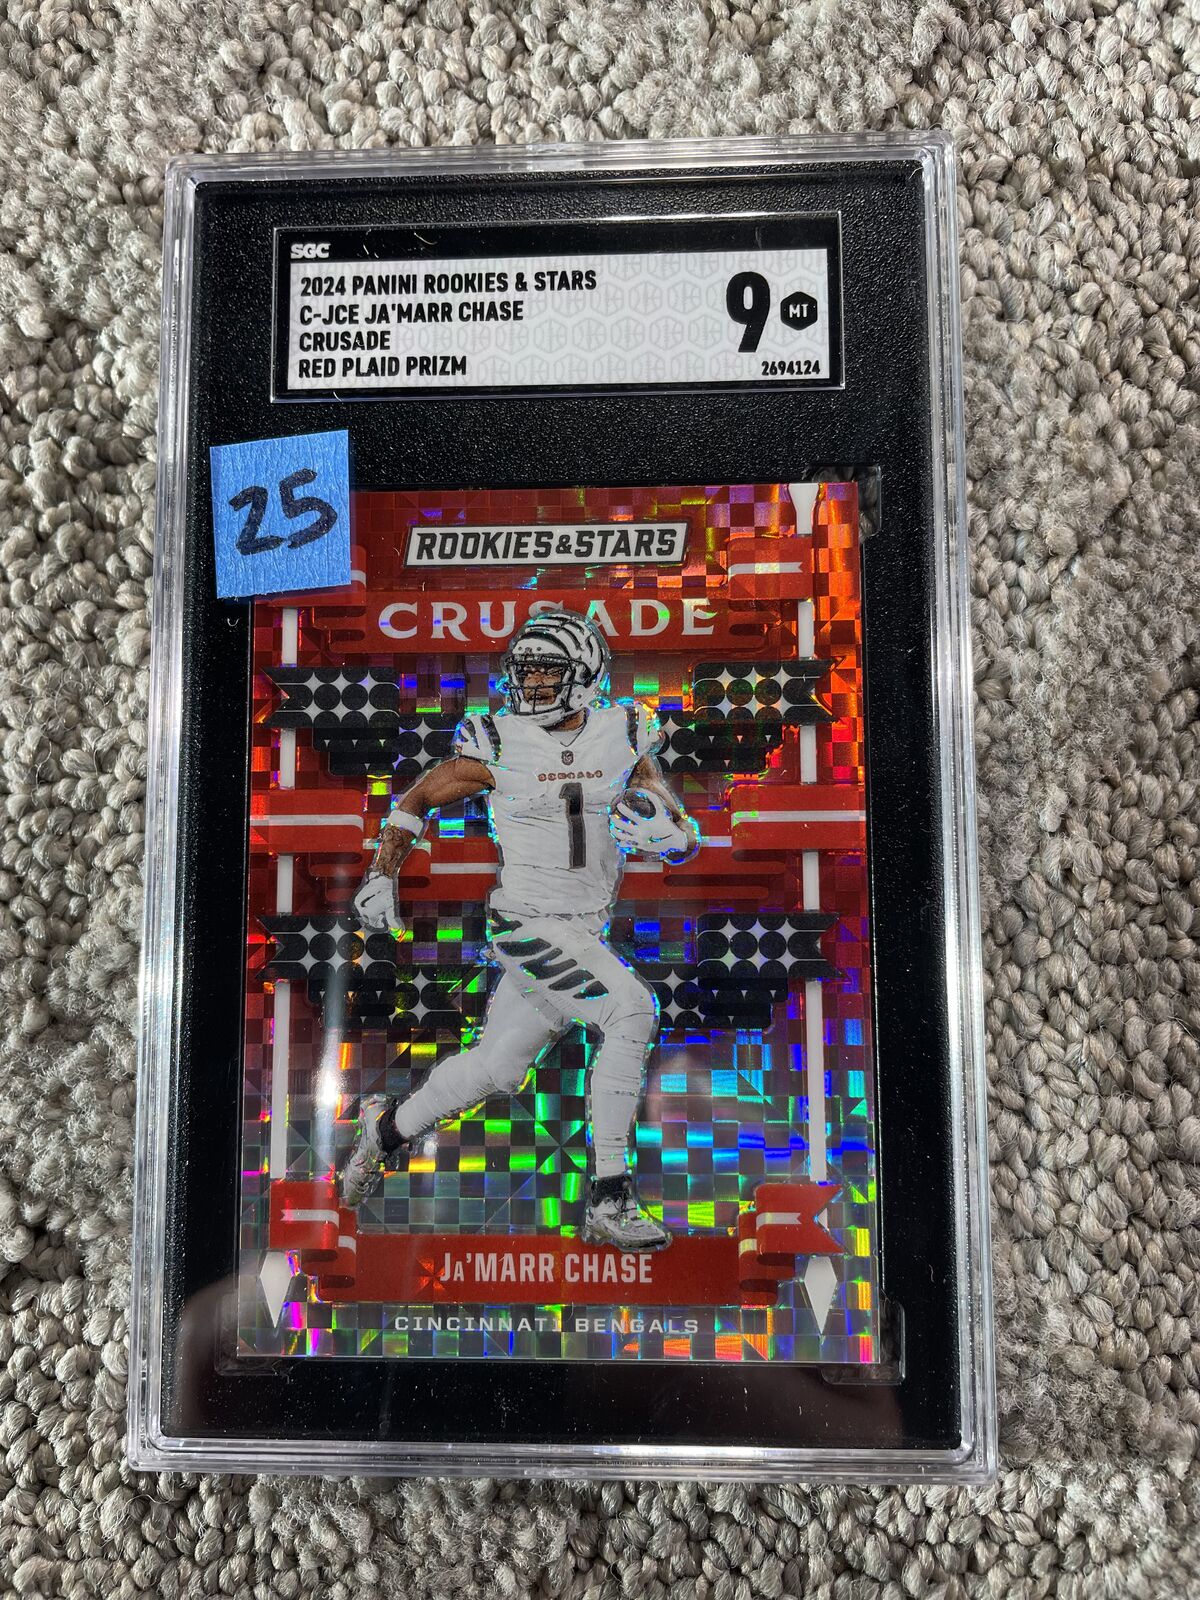 SGC
2024 PANINI ROOKIES & STARS
C-JCE JA'MARR CHASE
CRUSADE
RED PLAID PRIZM
9 MT
2694124
25
ROOKIES&STARS
CRUSADE
BENGALS
1
JA'MARR CHASE
CINCINNATI BENGALS